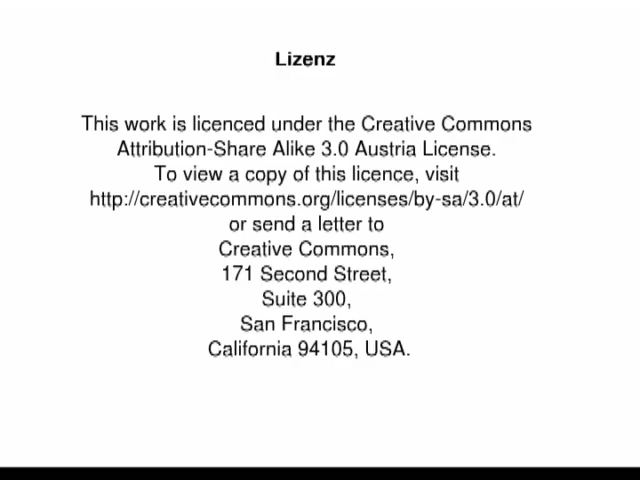 Lizenz
This work is licenced under the Creative Commons
Attribution-Share Alike 3.0 Austria License.
To view a copy of this licence, visit
http://creativecommons.org/licenses/by-sa/3.0/at/
or send a letter to
Creative Commons,
171 Second Street,
Suite 300,
San Francisco,
California 94105, USA.